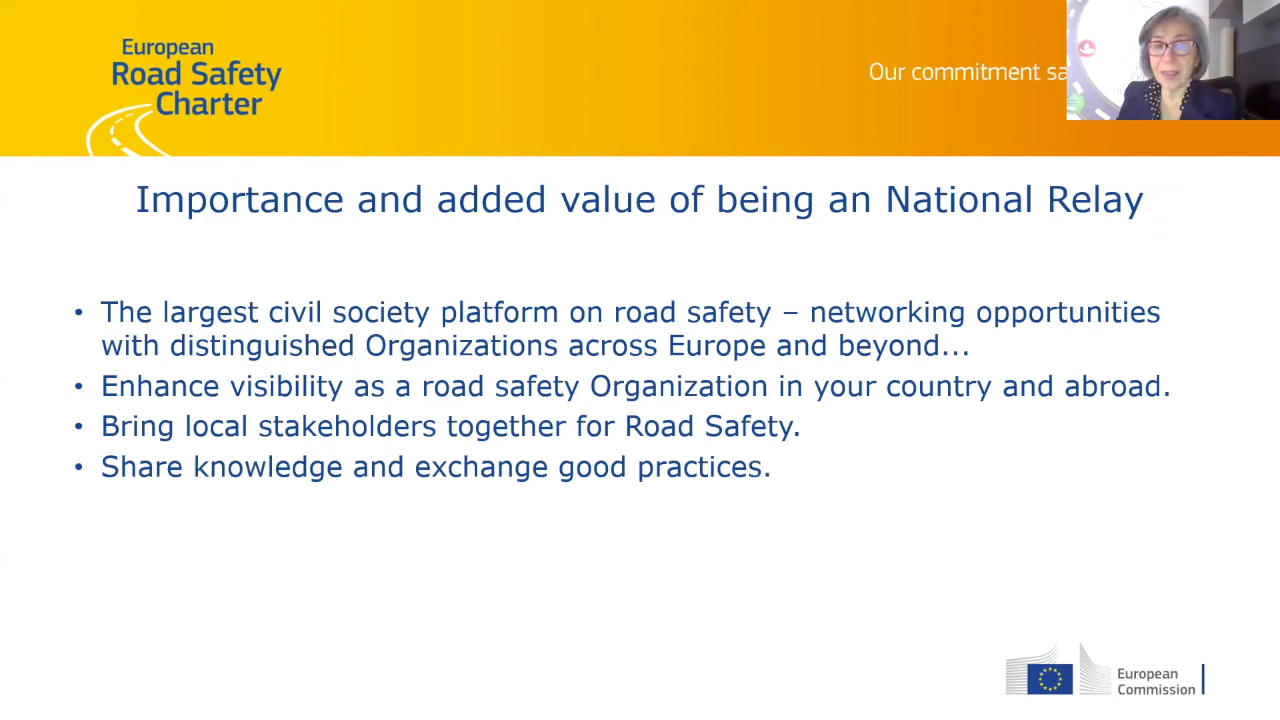 European
Road Safety
Charter
Our commitment sa
Importance and added value of being an National Relay
• The largest civil society platform on road safety – networking opportunities
with distinguished Organizations across Europe and beyond...
• Enhance visibility as a road safety Organization in your country and abroad.
• Bring local stakeholders together for Road Safety.
• Share knowledge and exchange good practices.
European
Commission